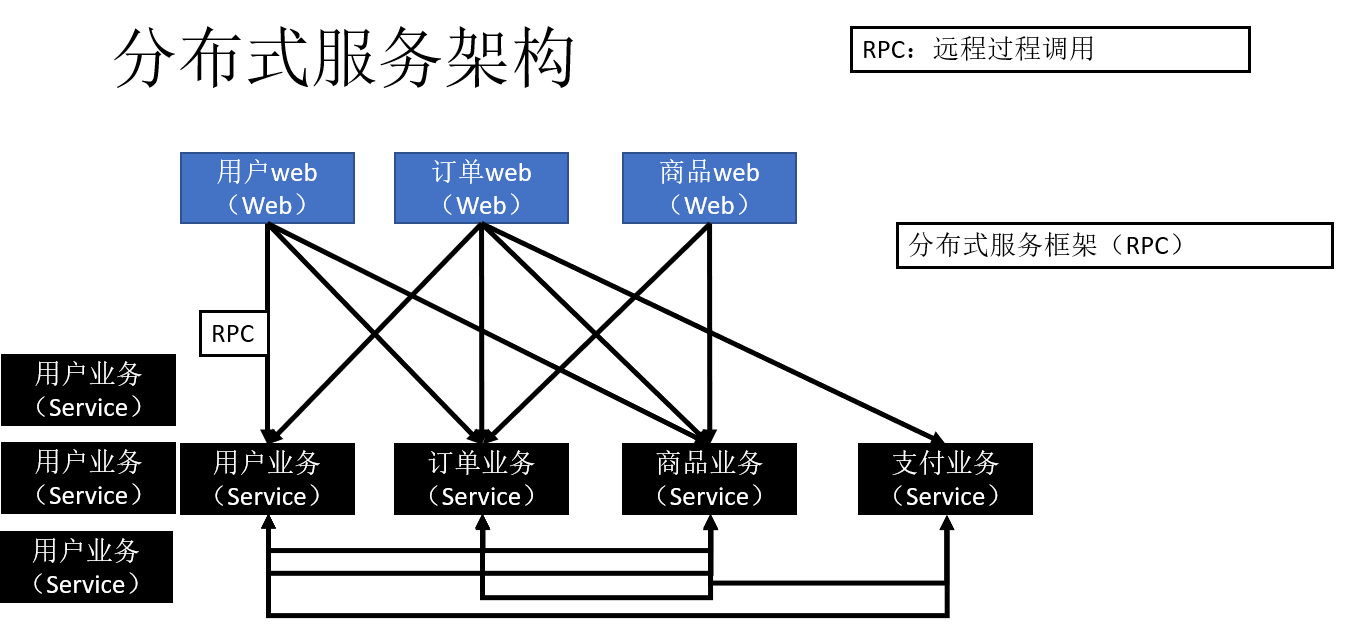 分布式服务架构
RPC：远程过程调用
用户web
（Web）
订单web
（Web）
商品web
（Web）
分布式服务框架（RPC）
RPC
用户业务
（Service）
用户业务
（Service）
用户业务
（Service）
订单业务
（Service）
商品业务
（Service）
支付业务
（Service）
用户业务
（Service）